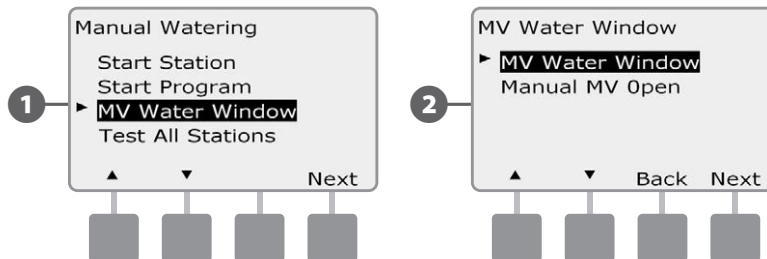 1
Manual Watering
Start Station
Start Program
► MV Water Window
Test All Stations
▲ ▼ Next
2
MV Water Window
► MV Water Window
Manual MV 0pen
▲ ▼ Back Next